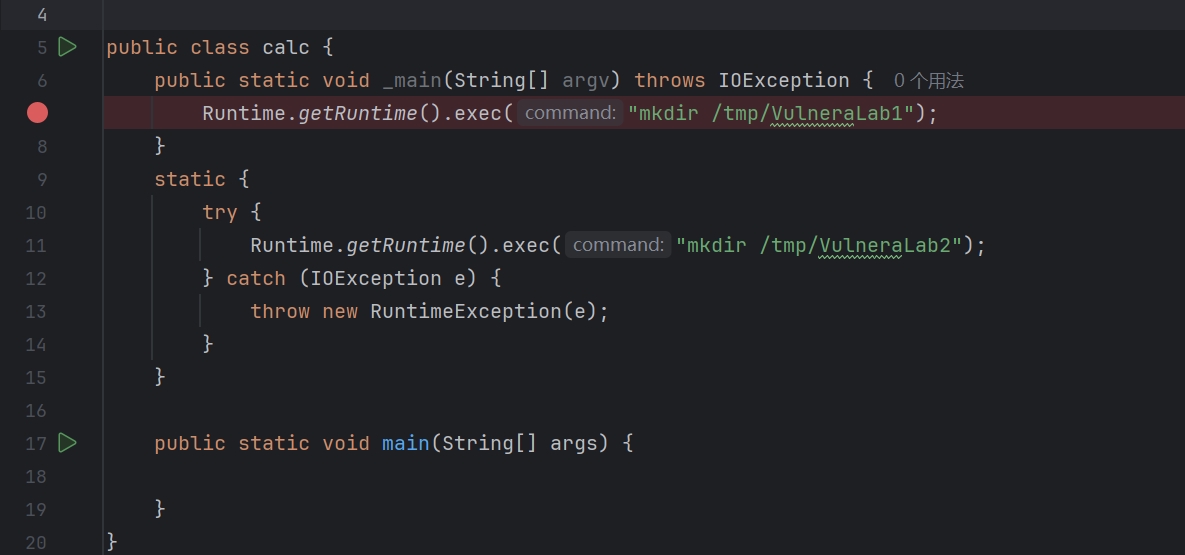 4
5 public class calc {
6 public static void _main(String[] argv) throws IOException { 0 个用法
Runtime.getRuntime().exec( command: "mkdir /tmp/VulneraLab1");
8 }
9 static {
10 try {
11 Runtime.getRuntime().exec( command: "mkdir /tmp/VulneraLab2");
12 } catch (IOException e) {
13 throw new RuntimeException(e);
14 }
15 }
16
17 public static void main(String[] args) {
18
19 }
20 }